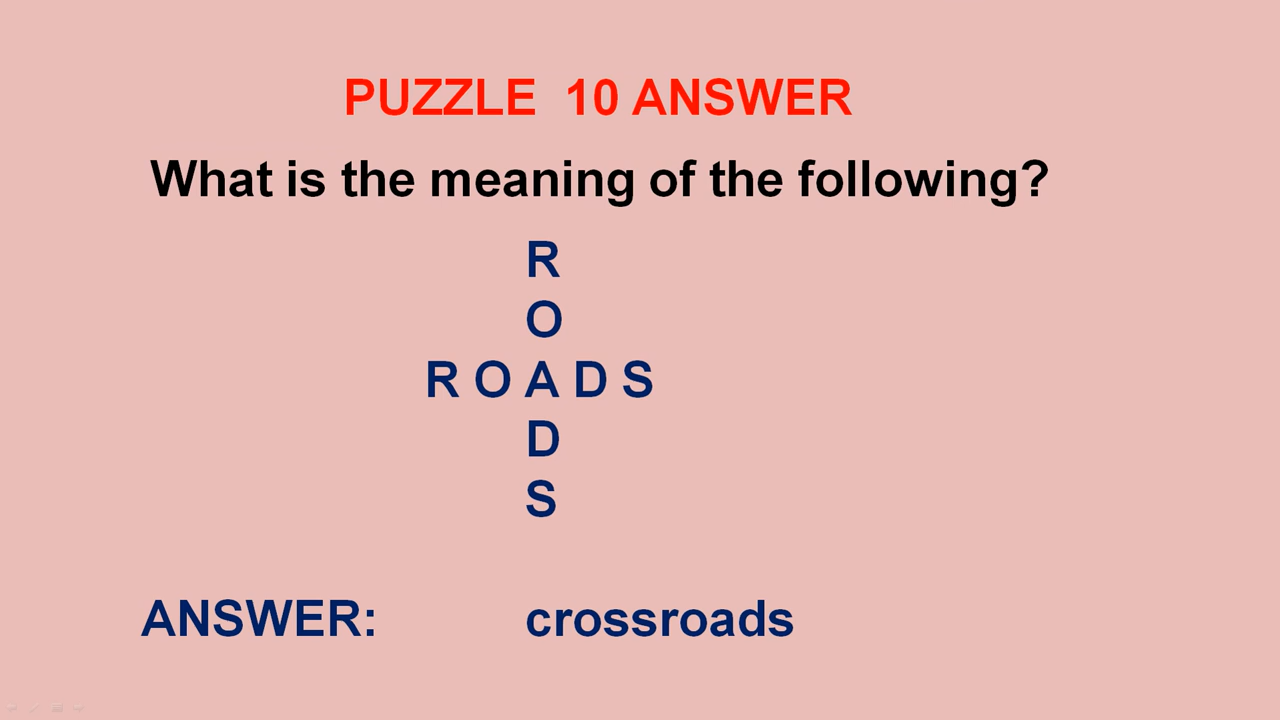 PUZZLE  10 ANSWER
What is the meaning of the following?
R
O
R O A D S
D
S
ANSWER: crossroads